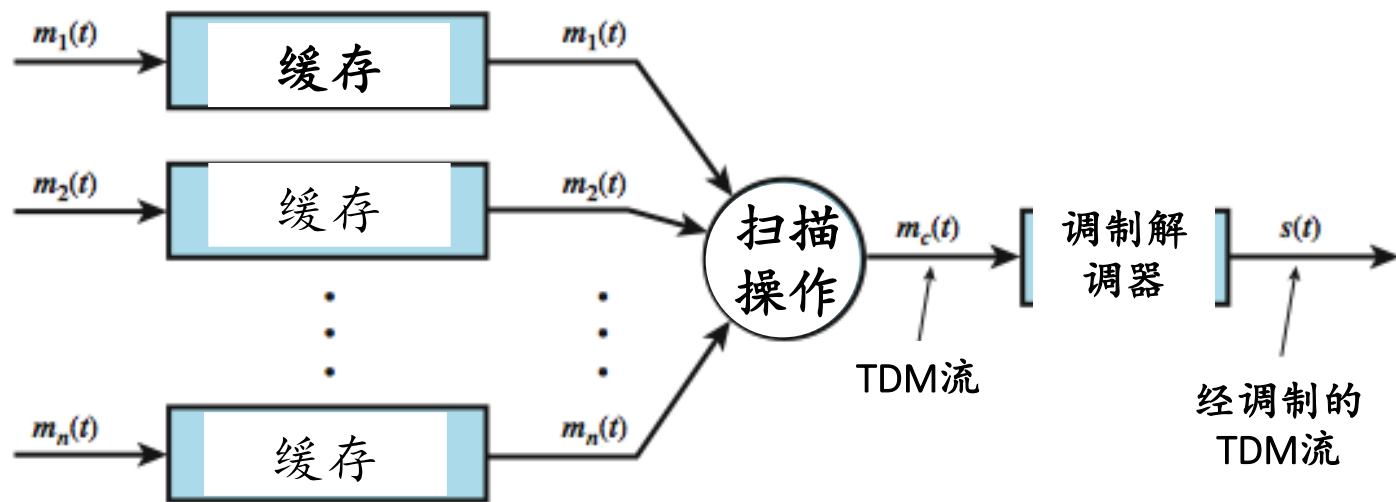 m₁(t)
缓存
m₁(t)
m₂(t)
缓存
m₂(t)
扫描
操作
m_c(t)
调制解
调器
s(t)
TDM流
经调制的
TDM流
mₙ(t)
缓存
mₙ(t)